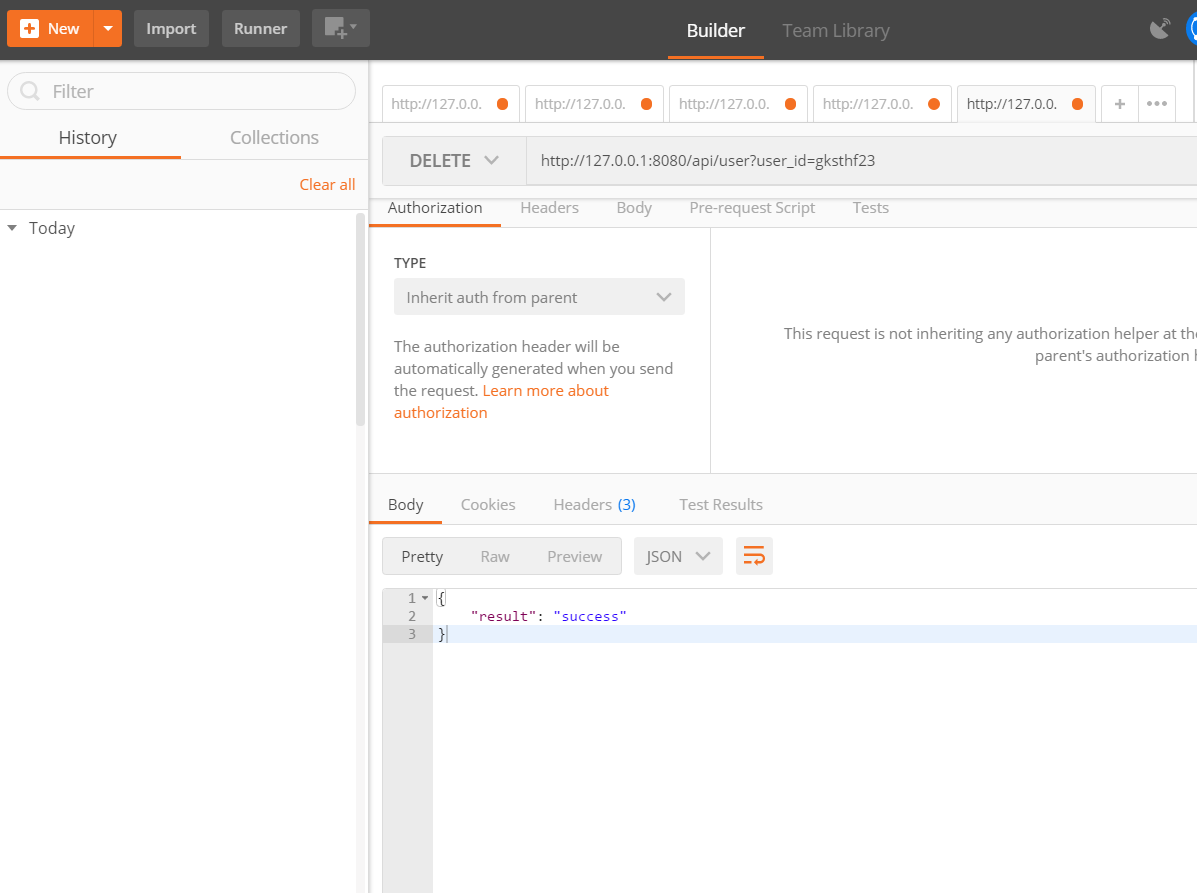 New
Import
Runner
Builder
Team Library
Filter
History
Collections
Clear all
Today
http://127.0.0.
http://127.0.0.
http://127.0.0.
http://127.0.0.
http://127.0.0.
DELETE
http://127.0.0.1:8080/api/user?user_id=gksthf23
Authorization
Headers
Body
Pre-request Script
Tests
TYPE
Inherit auth from parent
The authorization header will be
automatically generated when you send
the request. Learn more about
authorization
This request is not inheriting any authorization helper at the
parent's authorization h
Body
Cookies
Headers (3)
Test Results
Pretty
Raw
Preview
JSON
1 {
2 "result": "success"
3 }